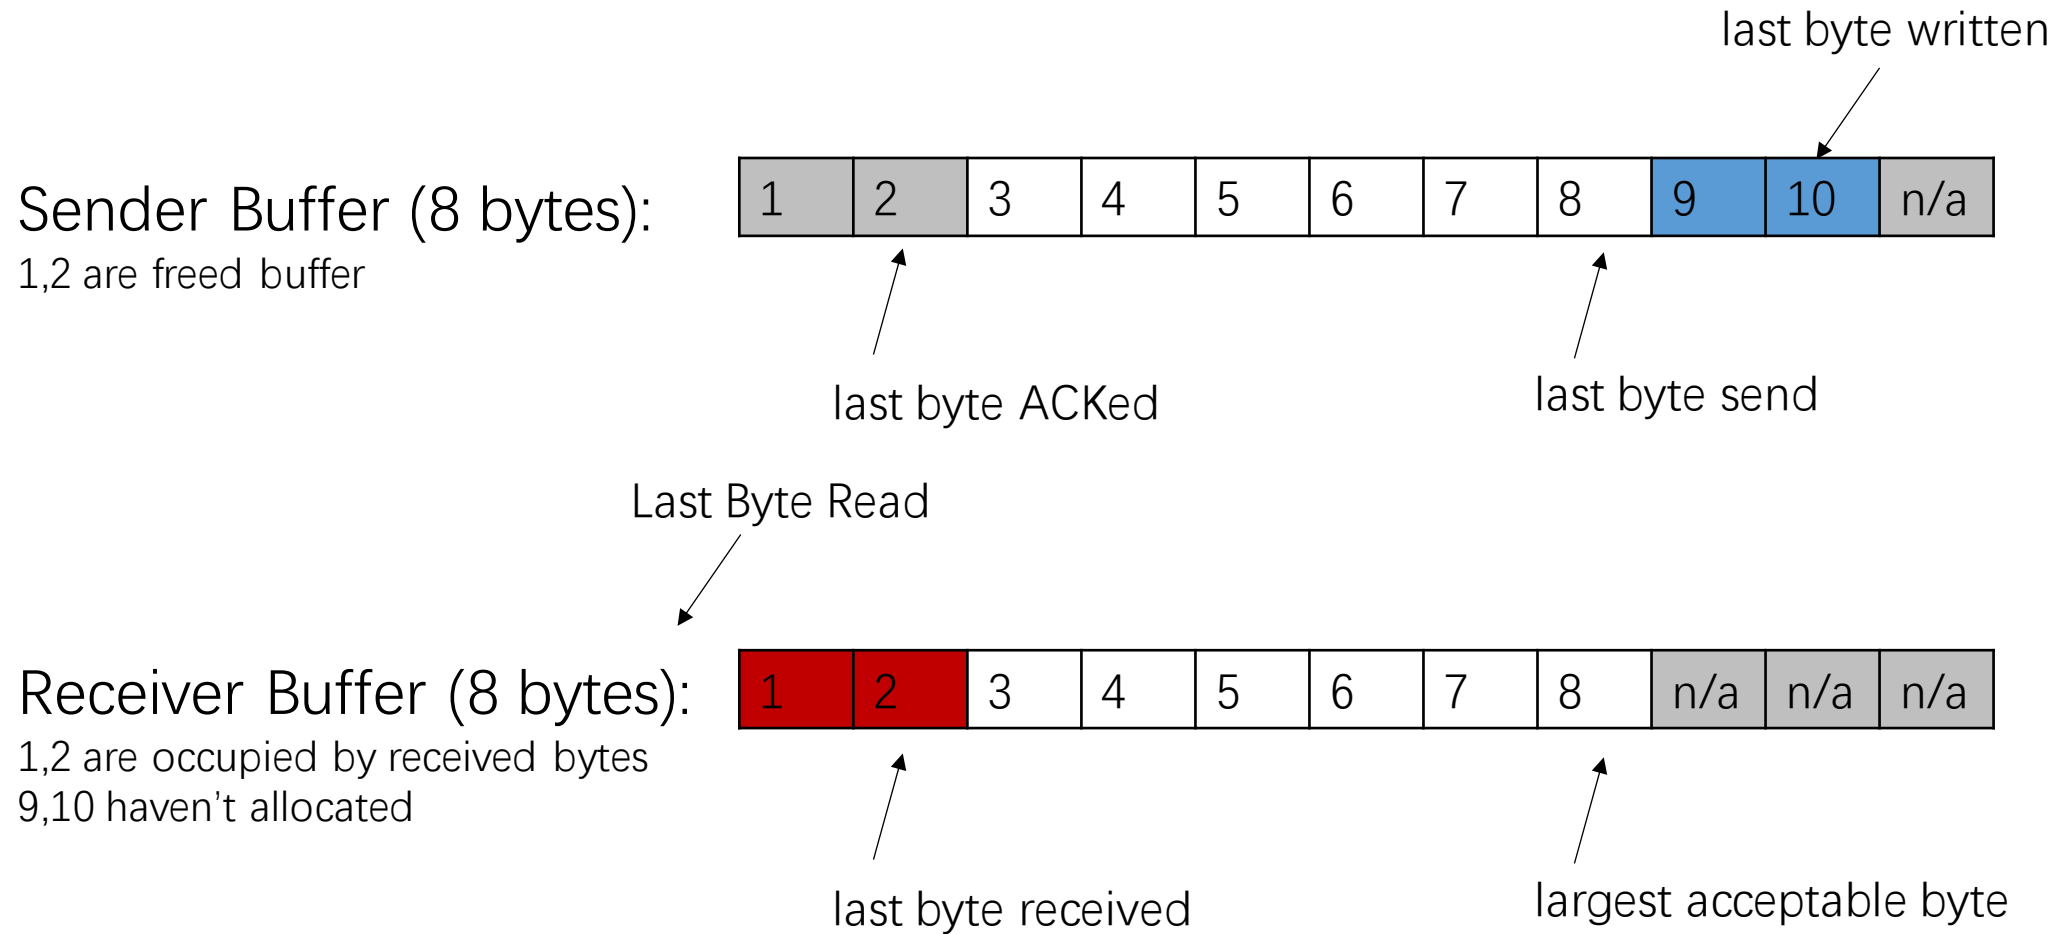 last byte written
Sender Buffer (8 bytes):
1 2 3 4 5 6 7 8 9 10 n/a
1,2 are freed buffer
last byte ACKed
last byte send
Last Byte Read
Receiver Buffer (8 bytes):
1 2 3 4 5 6 7 8 n/a n/a n/a
1,2 are occupied by received bytes
9,10 haven't allocated
last byte received
largest acceptable byte